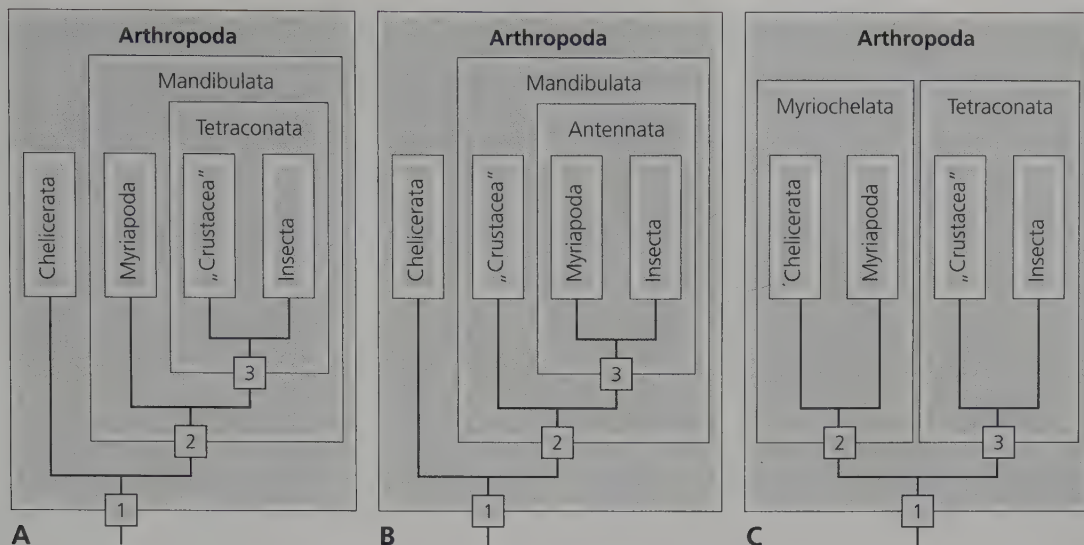 Arthropoda
Mandibulata
Tetraconata
Chelicerata
Myriapoda
„Crustacea”
Insecta
3
2
1
A
Arthropoda
Mandibulata
Antennata
Chelicerata
„Crustacea”
Myriapoda
Insecta
3
2
1
B
Arthropoda
Myriochelata
Tetraconata
Chelicerata
Myriapoda
„Crustacea”
Insecta
2
3
1
C